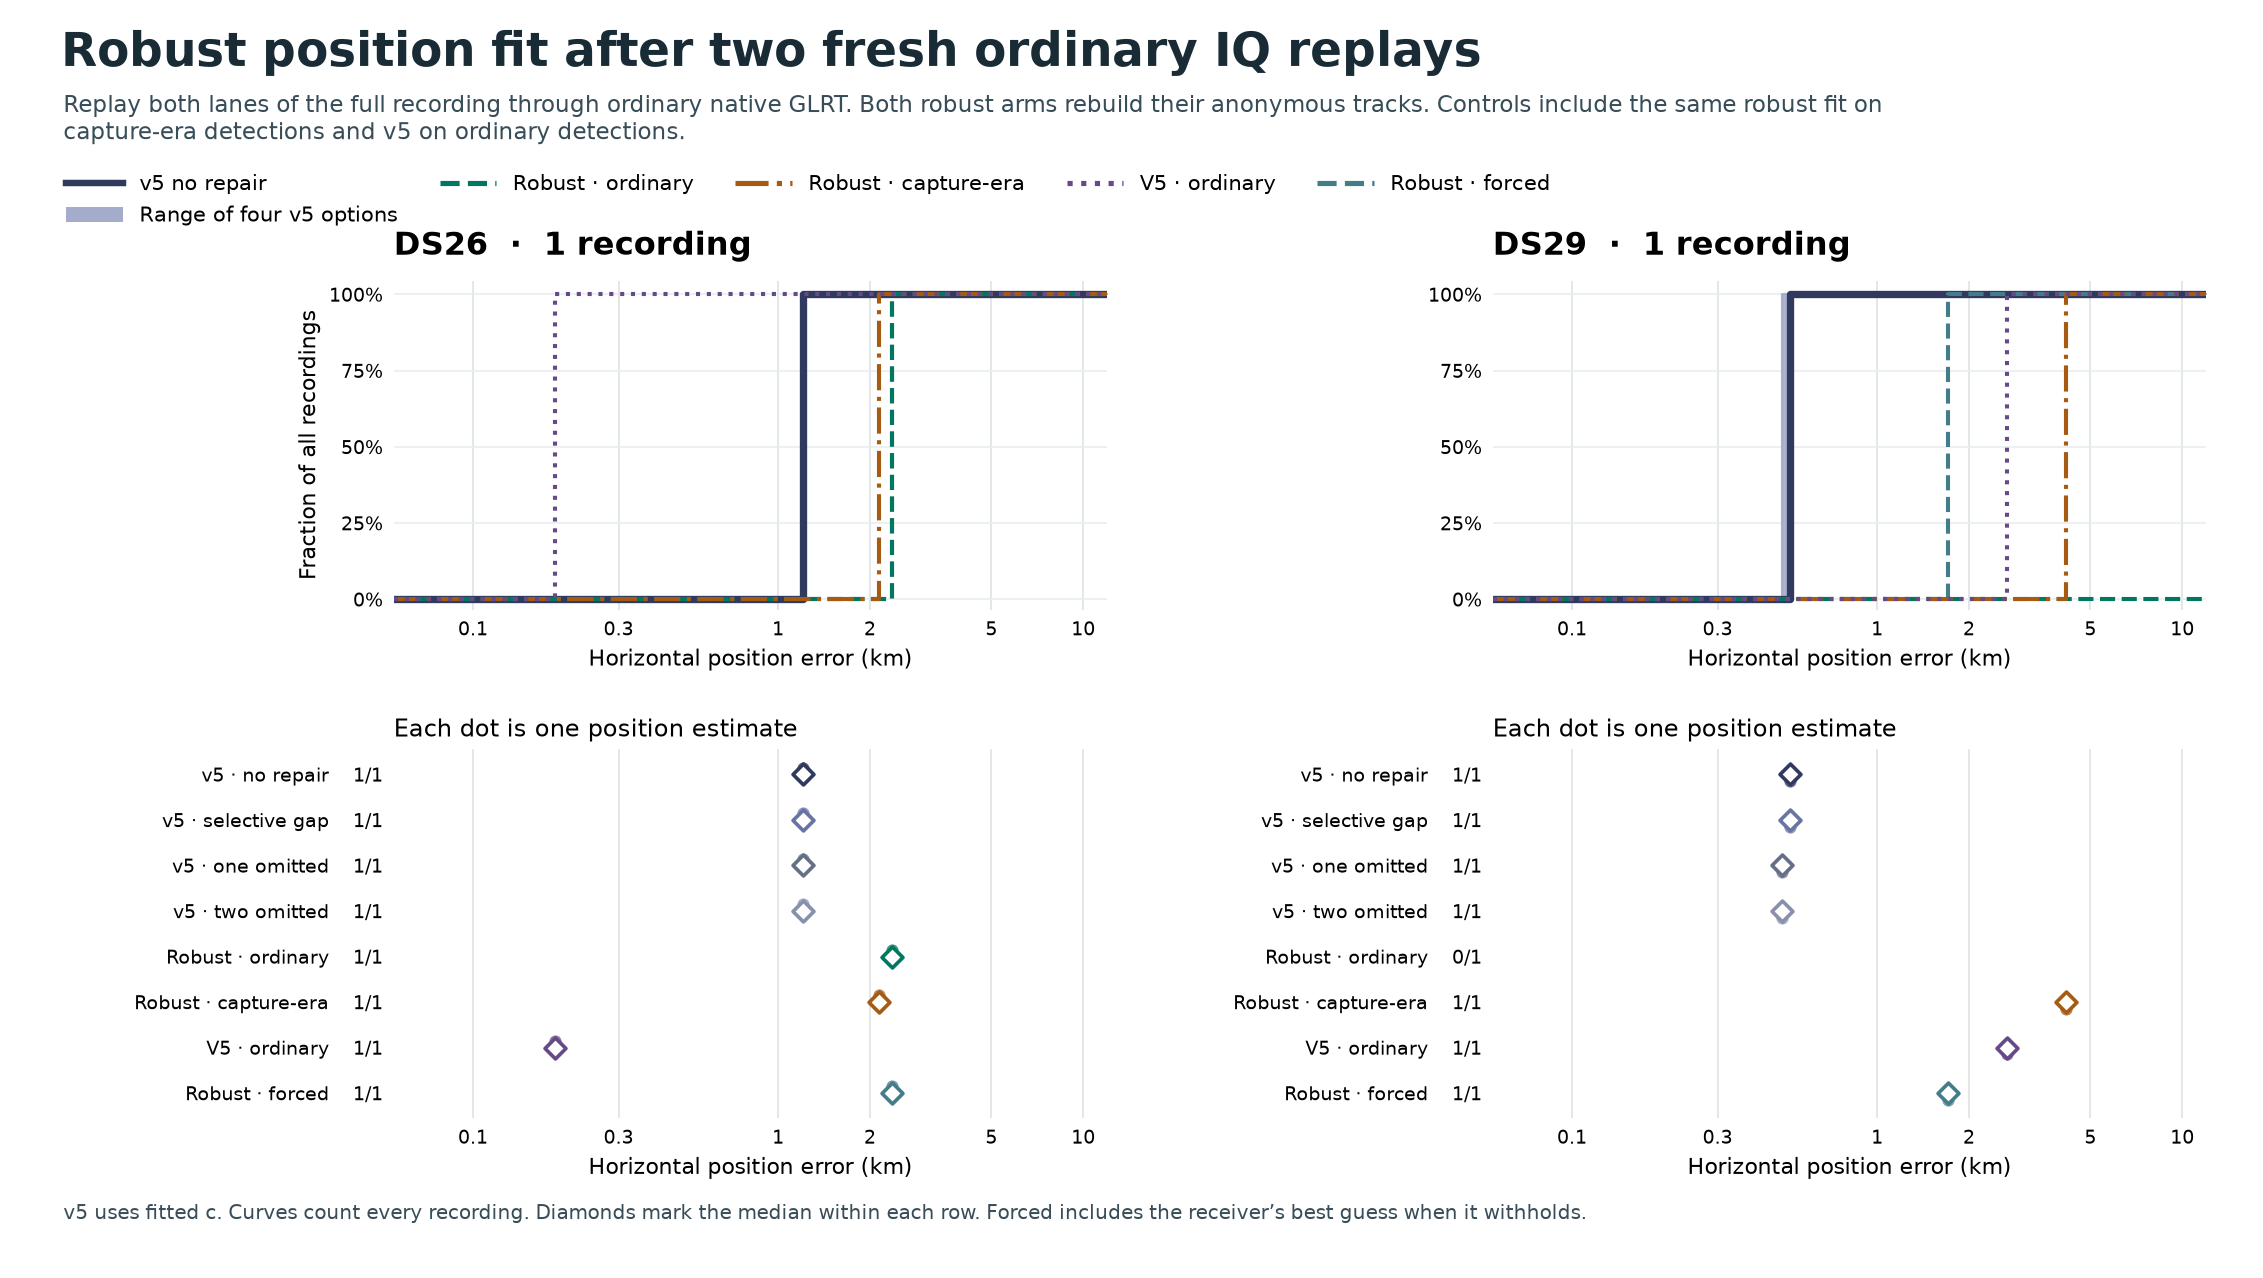 Robust position fit after two fresh ordinary IQ replays
Replay both lanes of the full recording through ordinary native GLRT. Both robust arms rebuild their anonymous tracks. Controls include the same robust fit on
capture-era detections and v5 on ordinary detections.
v5 no repair
Robust · ordinary
Robust · capture-era
V5 · ordinary
Robust · forced
Range of four v5 options
DS26 · 1 recording
Fraction of all recordings
100%
75%
50%
25%
0%
0.1 0.3 1 2 5 10
Horizontal position error (km)
DS29 · 1 recording
100%
75%
50%
25%
0%
0.1 0.3 1 2 5 10
Horizontal position error (km)
Each dot is one position estimate
v5 · no repair 1/1
v5 · selective gap 1/1
v5 · one omitted 1/1
v5 · two omitted 1/1
Robust · ordinary 1/1
Robust · capture-era 1/1
V5 · ordinary 1/1
Robust · forced 1/1
0.1 0.3 1 2 5 10
Horizontal position error (km)
Each dot is one position estimate
v5 · no repair 1/1
v5 · selective gap 1/1
v5 · one omitted 1/1
v5 · two omitted 1/1
Robust · ordinary 0/1
Robust · capture-era 1/1
V5 · ordinary 1/1
Robust · forced 1/1
0.1 0.3 1 2 5 10
Horizontal position error (km)
v5 uses fitted c. Curves count every recording. Diamonds mark the median within each row. Forced includes the receiver’s best guess when it withholds.